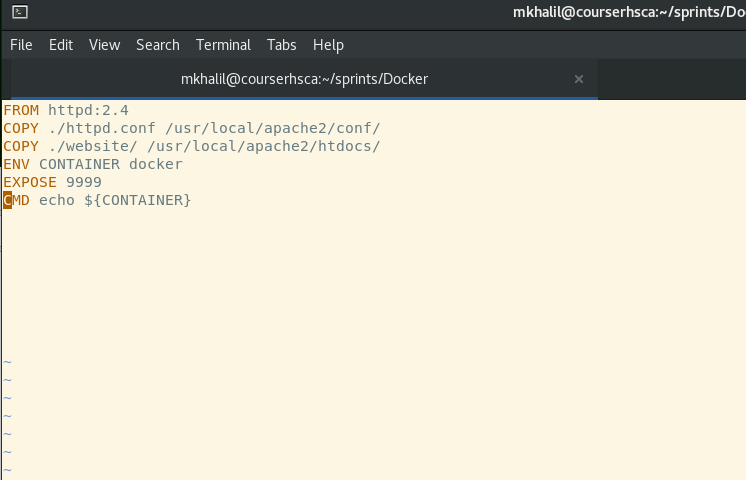 mkhalil@courserhsca:~/sprints/Do
File Edit View Search Terminal Tabs Help
mkhalil@courserhsca:~/sprints/Docker ×
FROM httpd:2.4
COPY ./httpd.conf /usr/local/apache2/conf/
COPY ./website/ /usr/local/apache2/htdocs/
ENV CONTAINER docker
EXPOSE 9999
CMD echo ${CONTAINER}
~
~
~
~
~
~
~